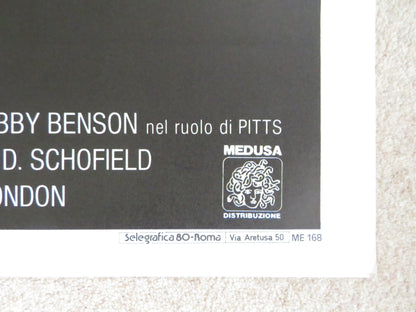 BBY BENSON nel ruolo di PITTS
D. SCHOFIELD
ONDON
MEDUSA
DISTRIBUZIONE
Selegrafica 80-Roma Via Aretusa 50 ME 168